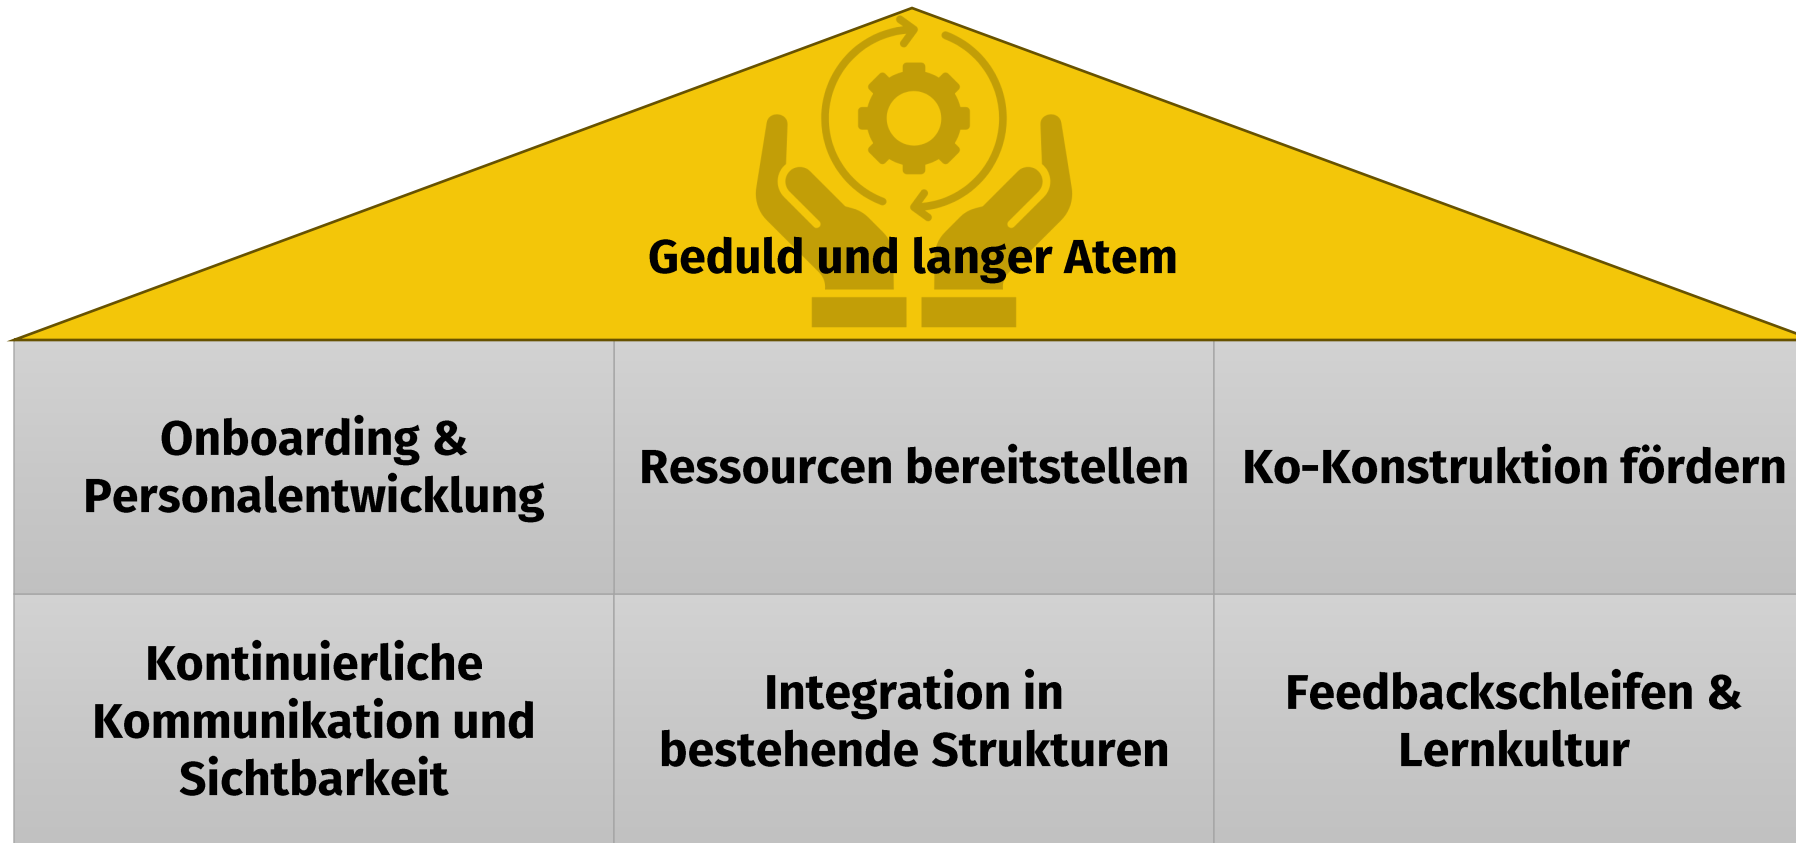 Geduld und langer Atem
Onboarding &
Personalentwicklung
Ressourcen bereitstellen
Ko-Konstruktion fördern
Kontinuierliche
Kommunikation und
Sichtbarkeit
Integration in
bestehende Strukturen
Feedbackschleifen &
Lernkultur